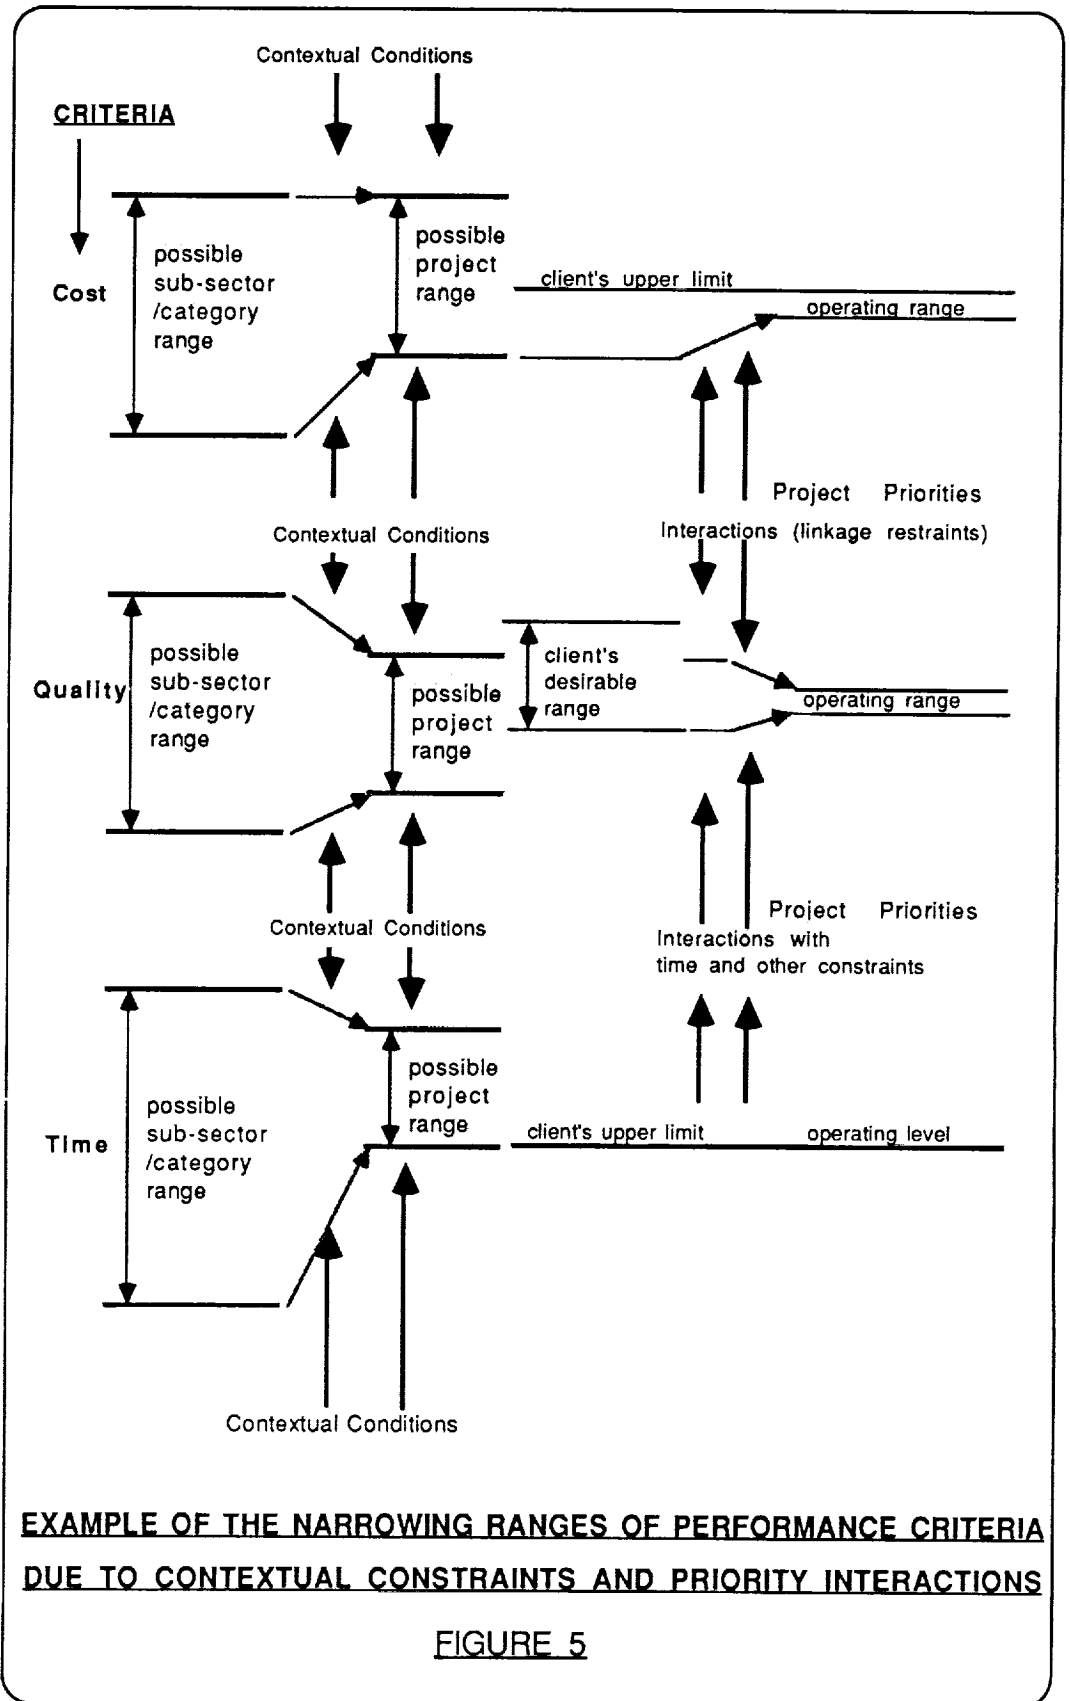 Contextual Conditions
CRITERIA
possible
project
range
possible
sub-sector
/category
range
Cost
client's upper limit
operating range
Project Priorities
Interactions (linkage restraints)
Contextual Conditions
possible
sub-sector
/category
range
Quality
possible
project
range
client's
desirable
range
operating range
Project Priorities
Interactions with
time and other constraints
Contextual Conditions
possible
project
range
possible
sub-sector
/category
range
Time
client's upper limit
operating level
Contextual Conditions
EXAMPLE OF THE NARROWING RANGES OF PERFORMANCE CRITERIA
DUE TO CONTEXTUAL CONSTRAINTS AND PRIORITY INTERACTIONS
FIGURE 5